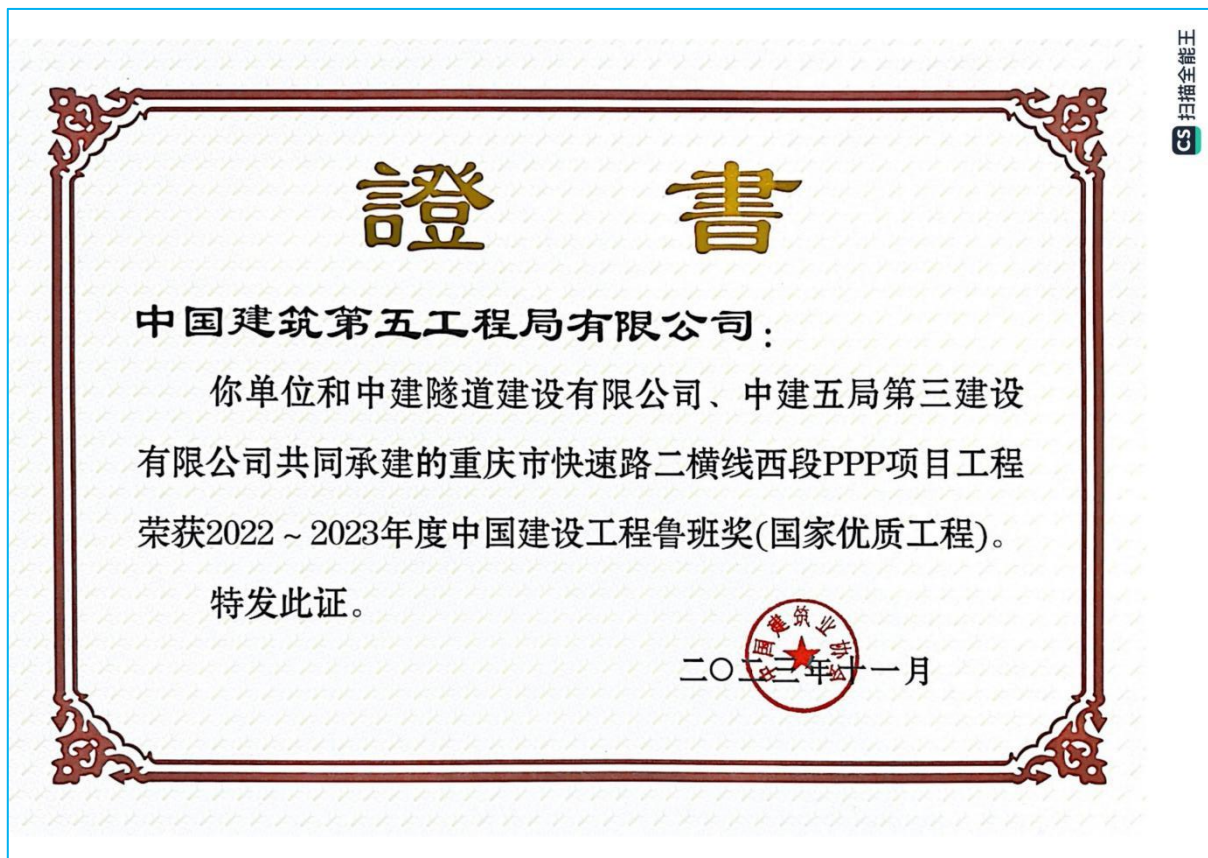 證書
中国建筑第五工程局有限公司：
你单位和中建隧道建设有限公司、中建五局第三建设
有限公司共同承建的重庆市快速路二横线西段PPP项目工程
荣获2022～2023年度中国建设工程鲁班奖(国家优质工程)。
特发此证。
中国建筑业协会
二〇二三年十一月
CS 扫描全能王